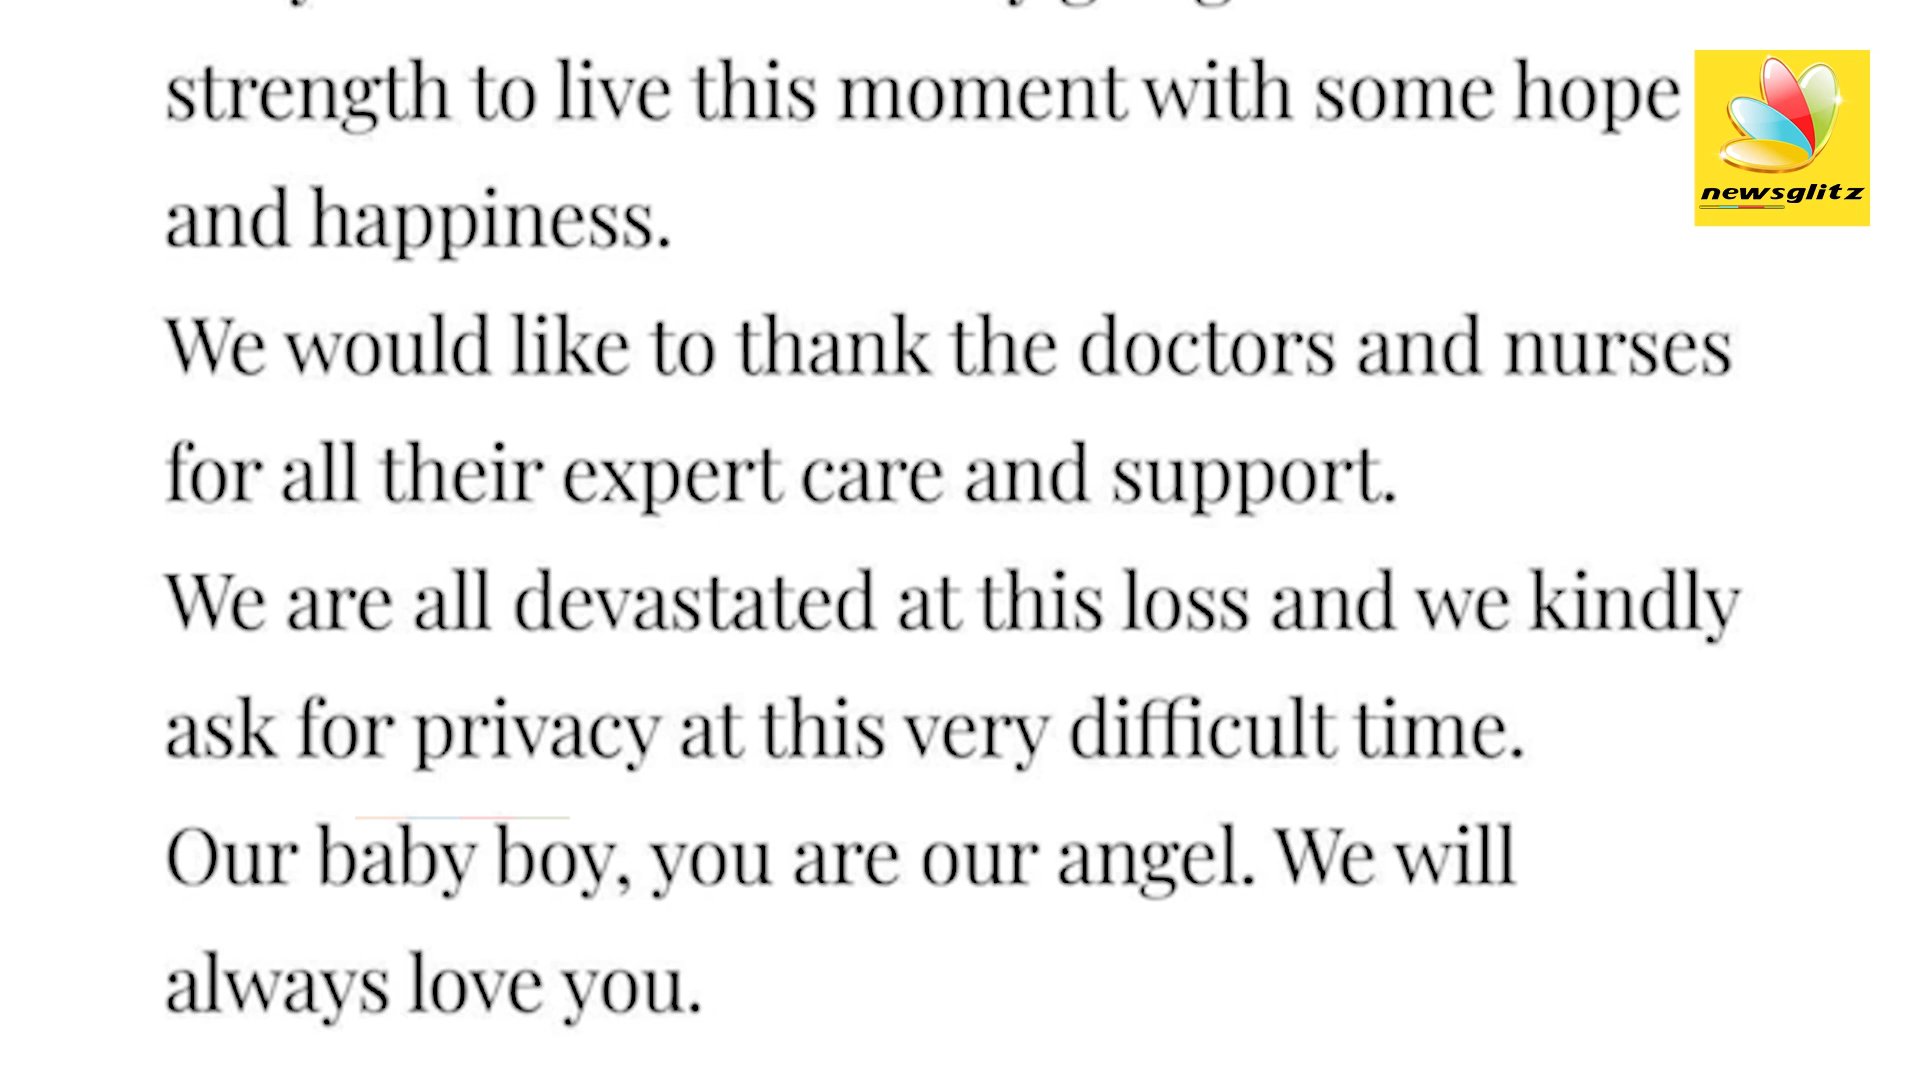 strength to live this moment with some hope
and happiness.
We would like to thank the doctors and nurses
for all their expert care and support.
We are all devastated at this loss and we kindly
ask for privacy at this very difficult time.
Our baby boy, you are our angel. We will
always love you.
newsglitz